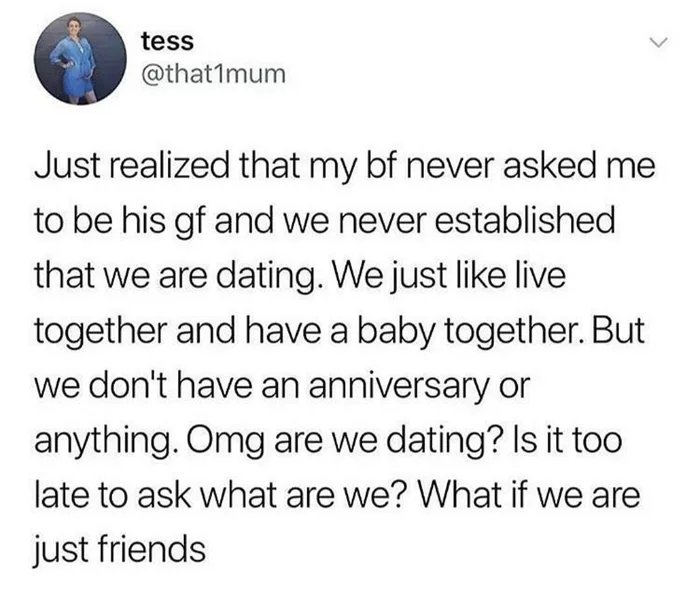 tess
@that1mum
Just realized that my bf never asked me
to be his gf and we never established
that we are dating. We just like live
together and have a baby together. But
we don't have an anniversary or
anything. Omg are we dating? Is it too
late to ask what are we? What if we are
just friends